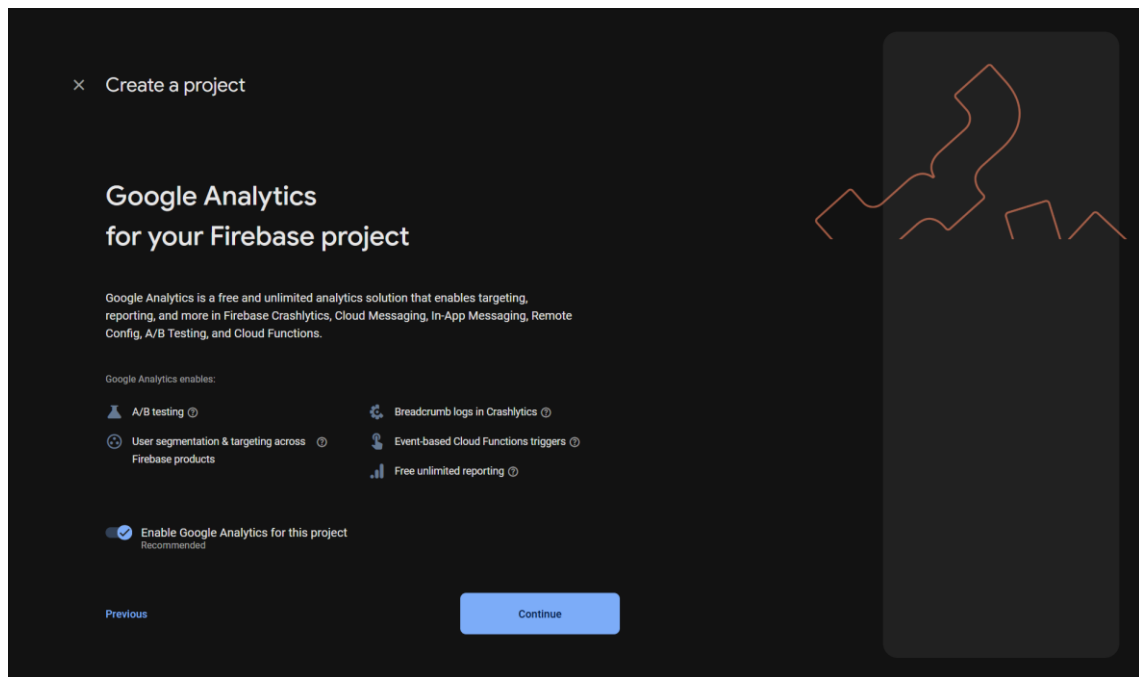 Create a project
Google Analytics
for your Firebase project
Google Analytics is a free and unlimited analytics solution that enables targeting,
reporting, and more in Firebase Crashlytics, Cloud Messaging, In-App Messaging, Remote
Config, A/B Testing, and Cloud Functions.
Google Analytics enables:
A/B testing
User segmentation & targeting across
Firebase products
Breadcrumb logs in Crashlytics
Event-based Cloud Functions triggers
Free unlimited reporting
Enable Google Analytics for this project
Recommended
Previous
Continue